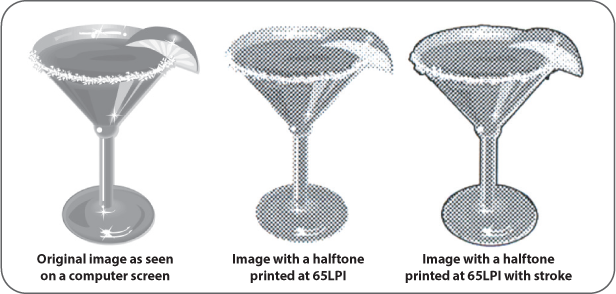 Original image as seen
on a computer screen
Image with a halftone
printed at 65LPI
Image with a halftone
printed at 65LPI with stroke